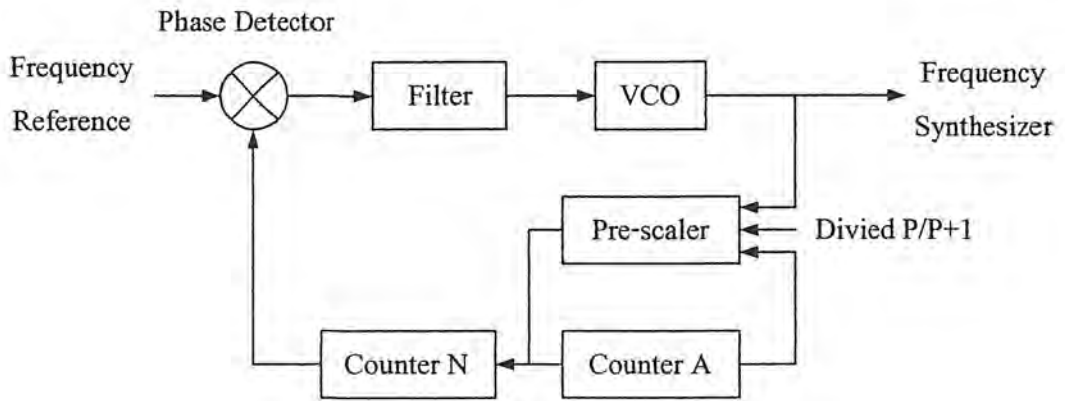 Phase Detector
Frequency
Reference
Filter
VCO
Frequency
Synthesizer
Pre-scaler
Divied P/P+1
Counter N
Counter A